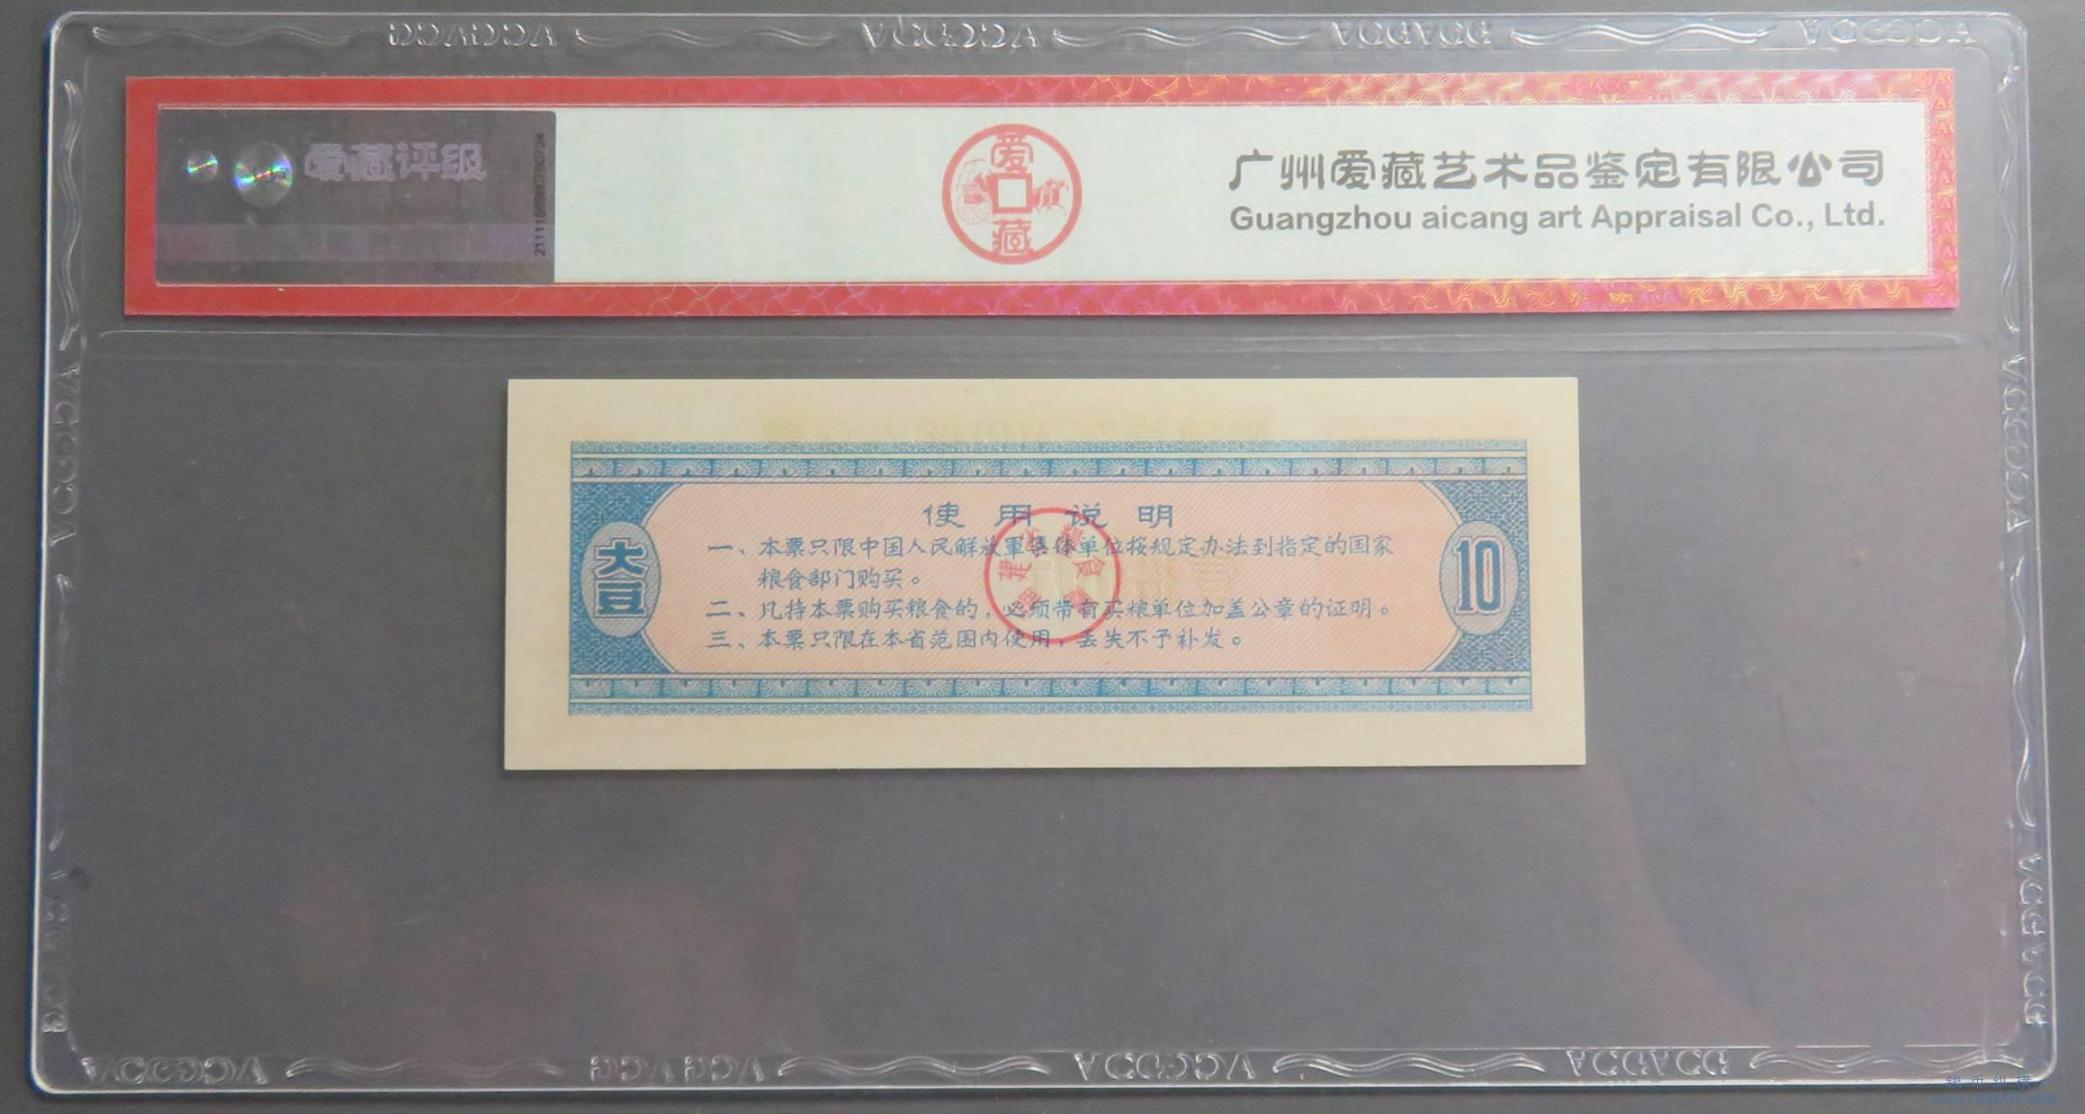 爱藏评级
爱藏
广州爱藏艺术品鉴定有限公司
Guangzhou aicang art Appraisal Co., Ltd.
使用说明
大豆
10
一、本票只限中国人民解放軍集体单位按规定办法到指定的国家
粮食部门购买。
二、凡持本票购买粮食的，必须带有买粮单位加盖公章的证明。
三、本票只限在本省范围内使用，丢失不予补发。